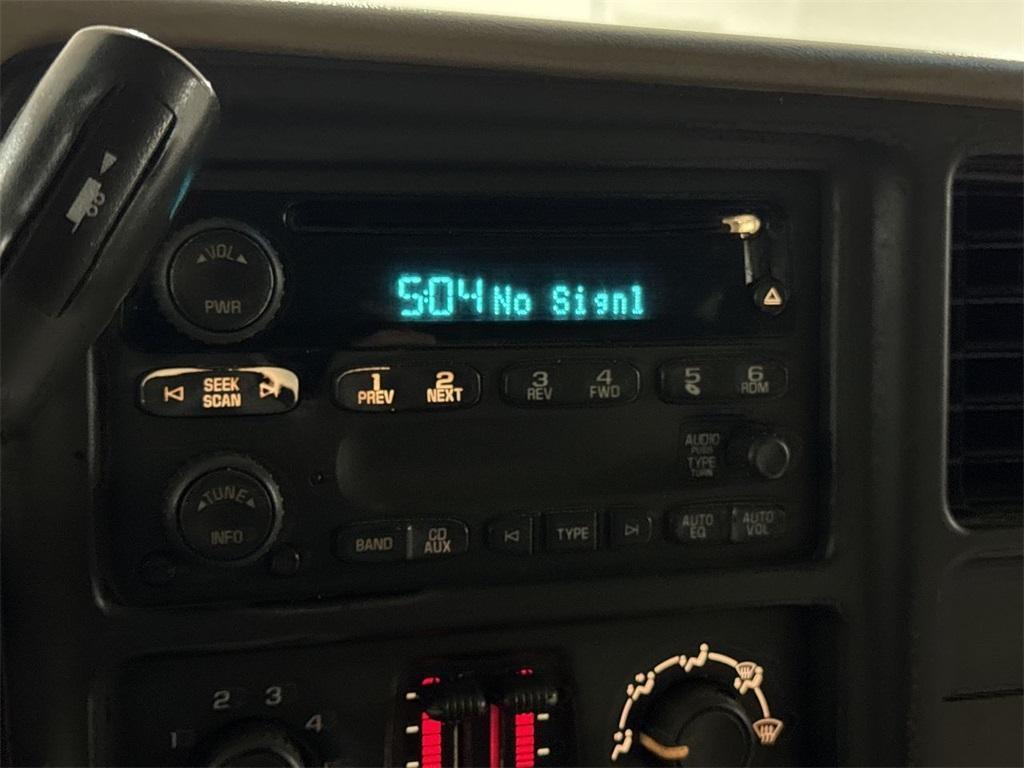 VOL
PWR
5:04 No Signl
SEEK
SCAN
1
PREV
2
NEXT
3
REV
4
FWD
5
6
RDM
AUDIO
PUSH
TYPE
TURN
TUNE
INFO
BAND
CD
AUX
TYPE
AUTO
EQ
AUTO
VOL
1 2 3 4